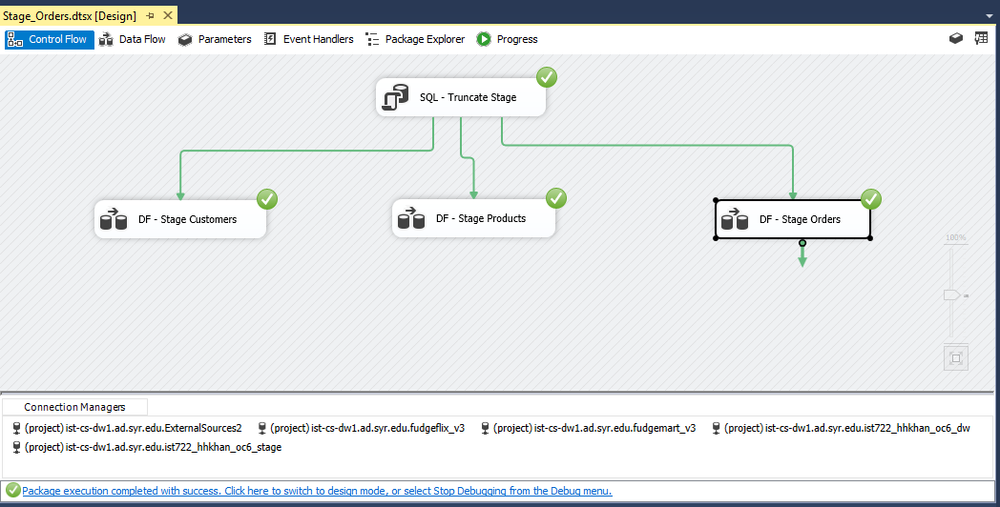 Stage_Orders.dtsx [Design]
Control Flow Data Flow Parameters Event Handlers Package Explorer Progress
SQL - Truncate Stage
DF - Stage Customers DF - Stage Products DF - Stage Orders
100%
Connection Managers
(project) ist-cs-dw1.ad.syr.edu.ExternalSources2 (project) ist-cs-dw1.ad.syr.edu.fudgeflix_v3 (project) ist-cs-dw1.ad.syr.edu.fudgemart_v3 (project) ist-cs-dw1.ad.syr.edu.ist722_hhkhan_oc6_dw
(project) ist-cs-dw1.ad.syr.edu.ist722_hhkhan_oc6_stage
Package execution completed with success. Click here to switch to design mode, or select Stop Debugging from the Debug menu.